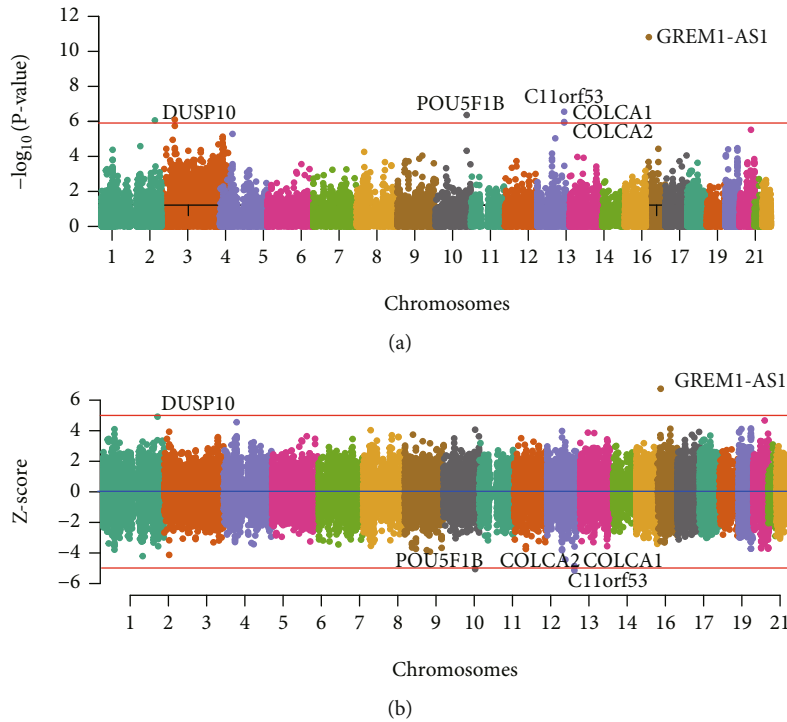 12
GREM1-AS1
10
8
C11orf53
POU5F1B
DUSP10
COLCA1
6
COLCA2
4
2
0
−log10 (P-value)
1 2 3 4 5 6 7 8 9 10 11 12 13 14 16 17 19 21
Chromosomes
(a)
GREM1-AS1
6
DUSP10
4
2
0
−2
−4
POU5F1B COLCA2 COLCA1
−6
C11orf53
Z-score
1 2 3 4 5 6 7 8 9 10 11 12 13 14 16 17 19 21
Chromosomes
(b)